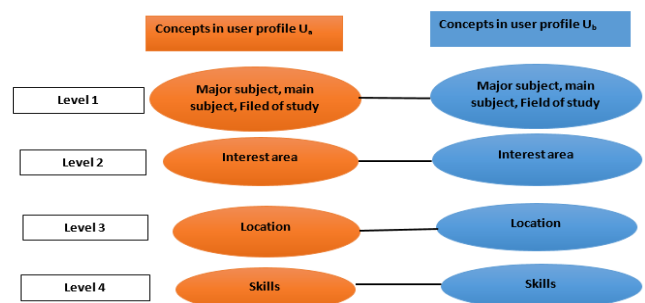 Concepts in user profile Ua
Concepts in user profile Ub
Level 1
Major subject, main
subject, Filed of study
Major subject, main
subject, Field of study
Level 2
Interest area
Interest area
Level 3
Location
Location
Level 4
Skills
Skills